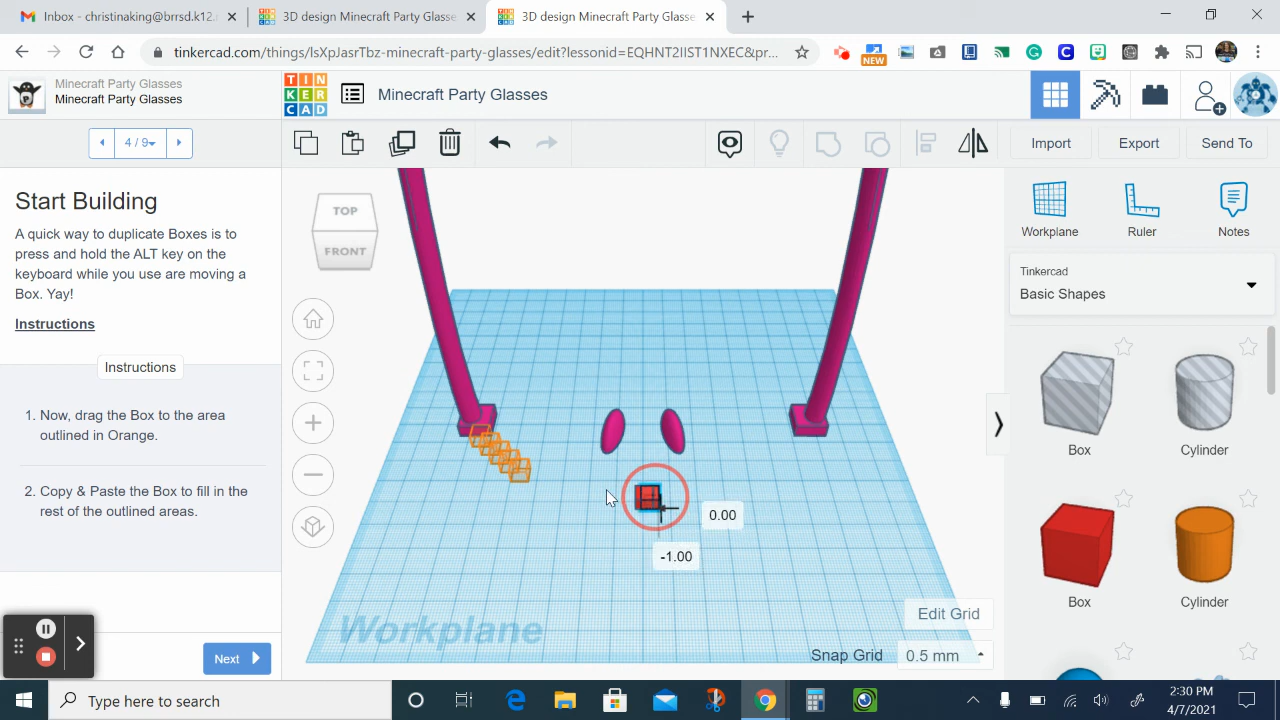 Inbox - christinaking@brrsd.k12.
3D design Minecraft Party Glasse
3D design Minecraft Party Glasse
tinkercad.com/things/lsXpJasrTbz-minecraft-party-glasses/edit?lessonid=EQHNT2IIST1NXEC&pr...
NEW
Minecraft Party Glasses
Minecraft Party Glasses
TIN
KER
CAD
Minecraft Party Glasses
4 / 9
Import
Export
Send To
Start Building
A quick way to duplicate Boxes is to
press and hold the ALT key on the
keyboard while you use are moving a
Box. Yay!
Instructions
Instructions
1. Now, drag the Box to the area
outlined in Orange.
2. Copy & Paste the Box to fill in the
rest of the outlined areas.
Next
TOP
FRONT
0.00
-1.00
Workplane
Edit Grid
Snap Grid
0.5 mm
Workplane
Ruler
Notes
Tinkercad
Basic Shapes
Box
Cylinder
Box
Cylinder
Type here to search
2:30 PM
4/7/2021